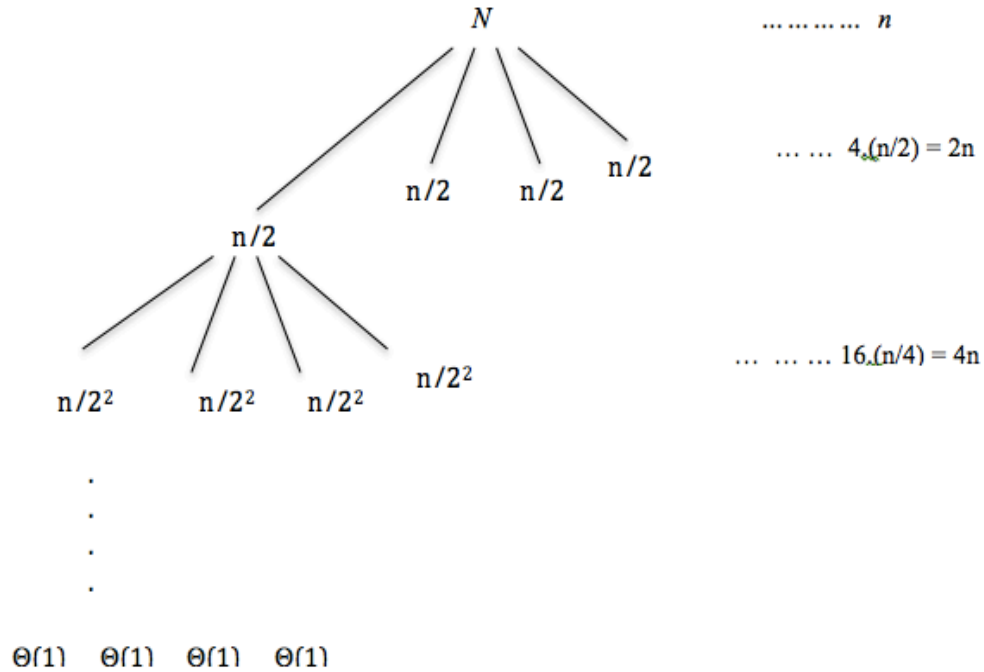 N ………… n
n/2 n/2 n/2 … … 4.(n/2) = 2n
n/2
n/2² n/2² n/2² n/2² … … … 16.(n/4) = 4n
.
.
.
.
Θ(1) Θ(1) Θ(1) Θ(1)